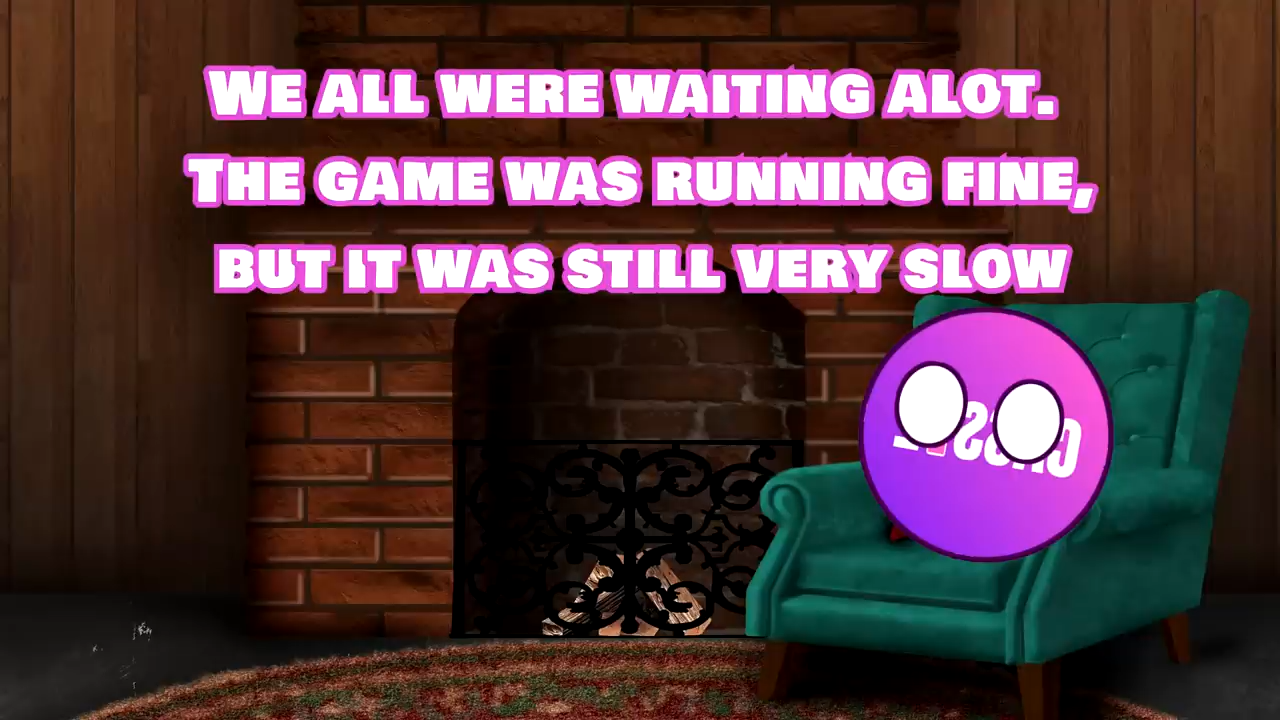 We all were waiting alot.
The game was running fine,
but it was still very slow